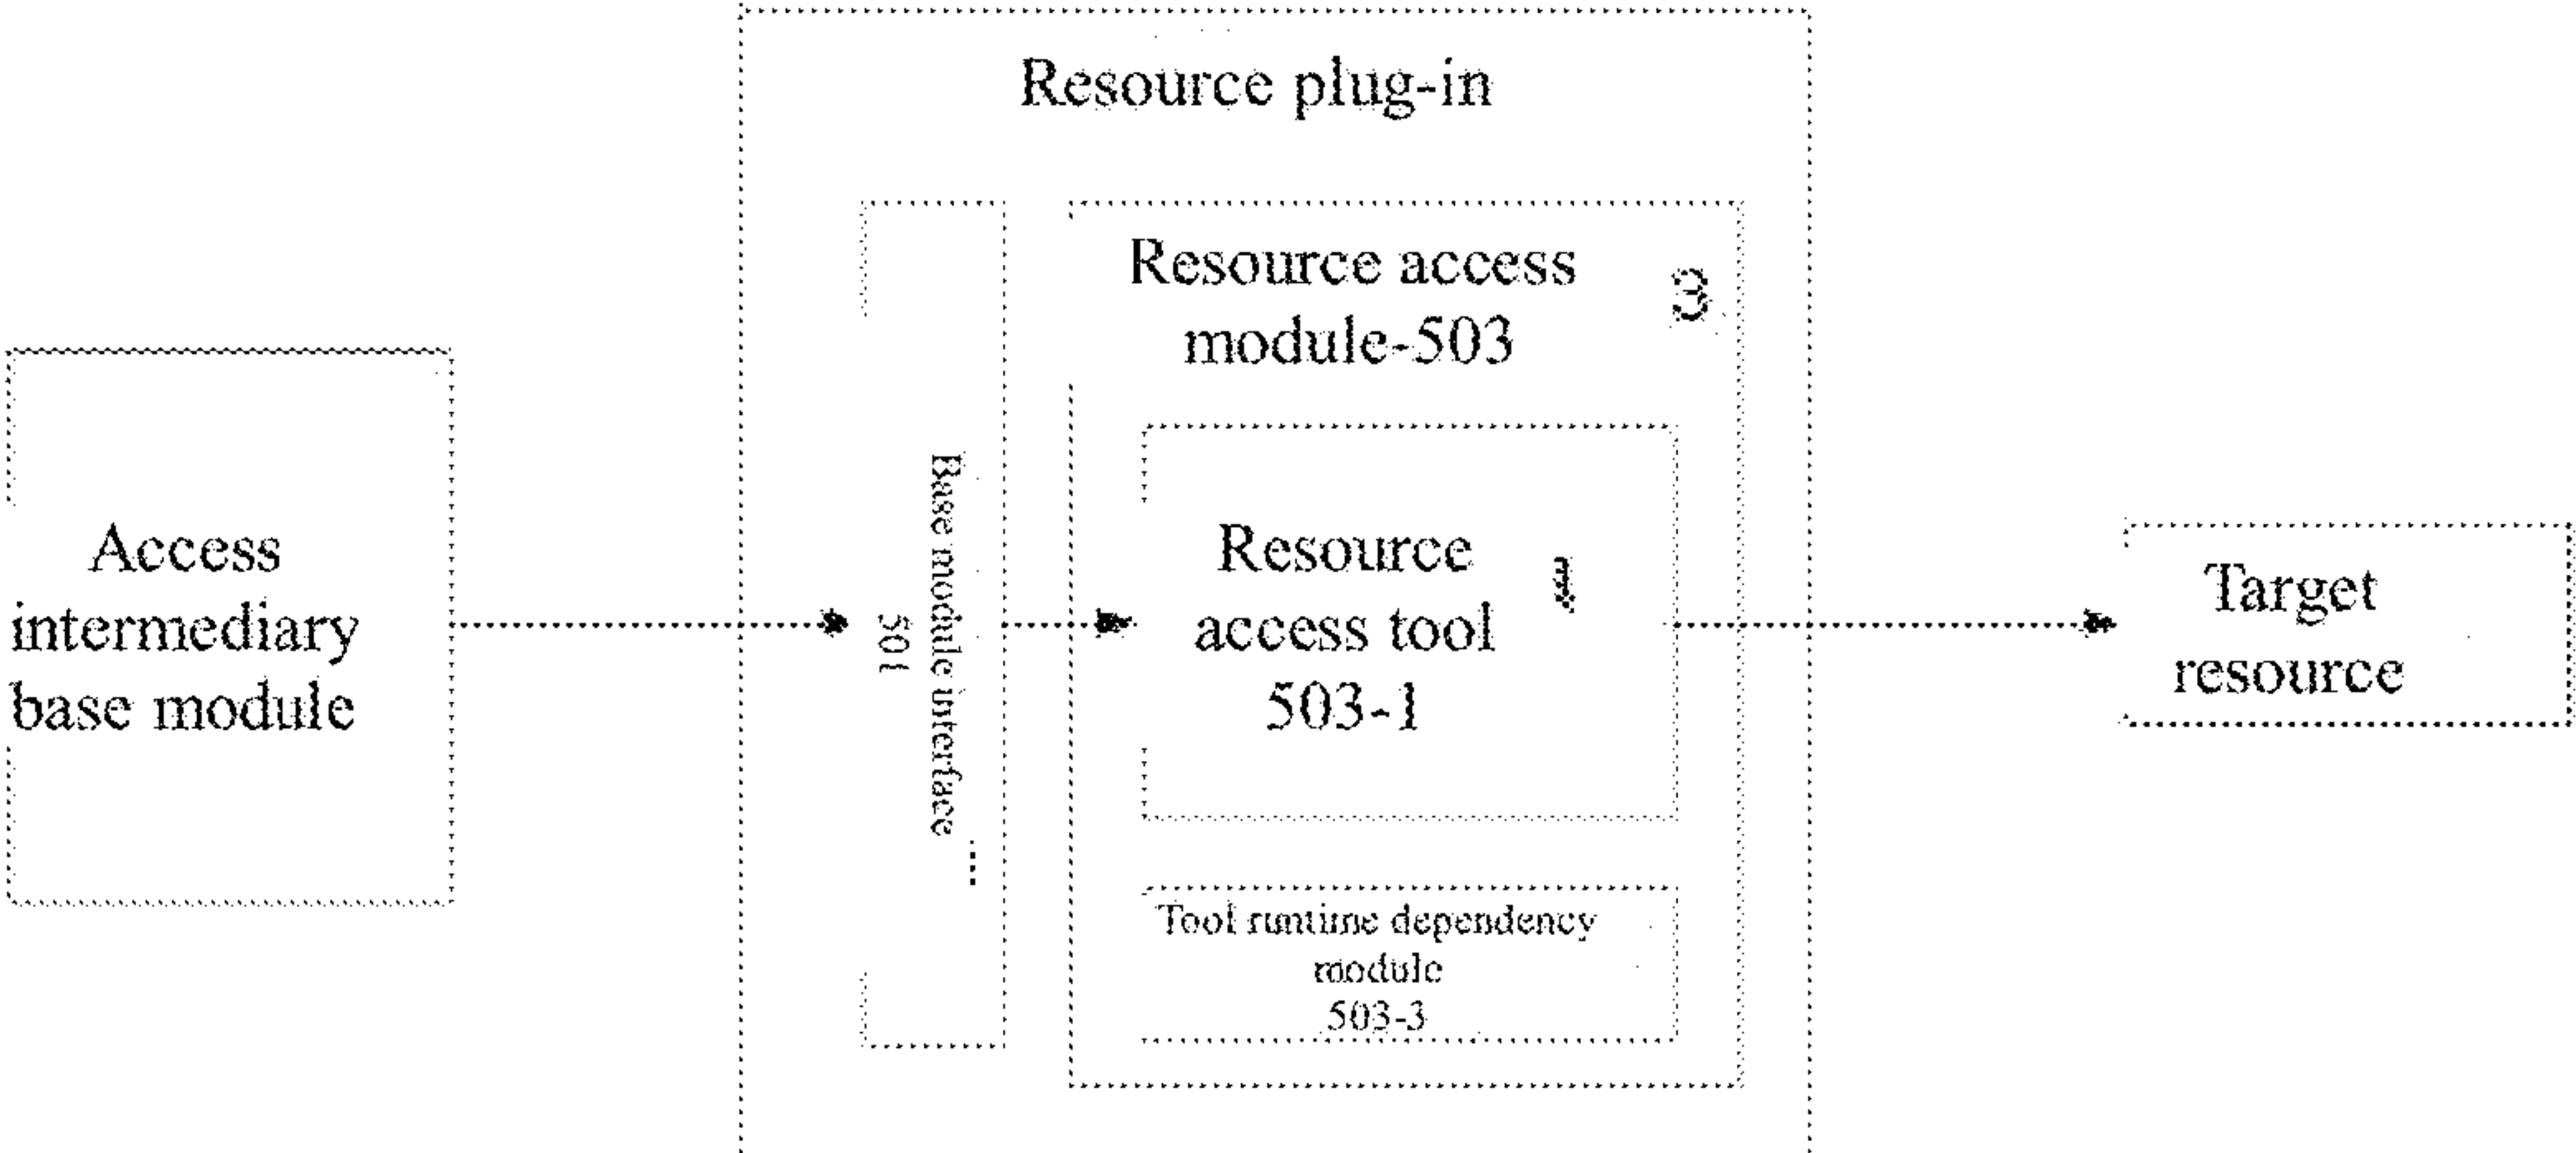 Resource plug-in
Access
intermediary
base module
Base module interface
501
Resource access
module-503
3
Resource
access tool
503-1
Tool runtime dependency
module
503-3
Target
resource